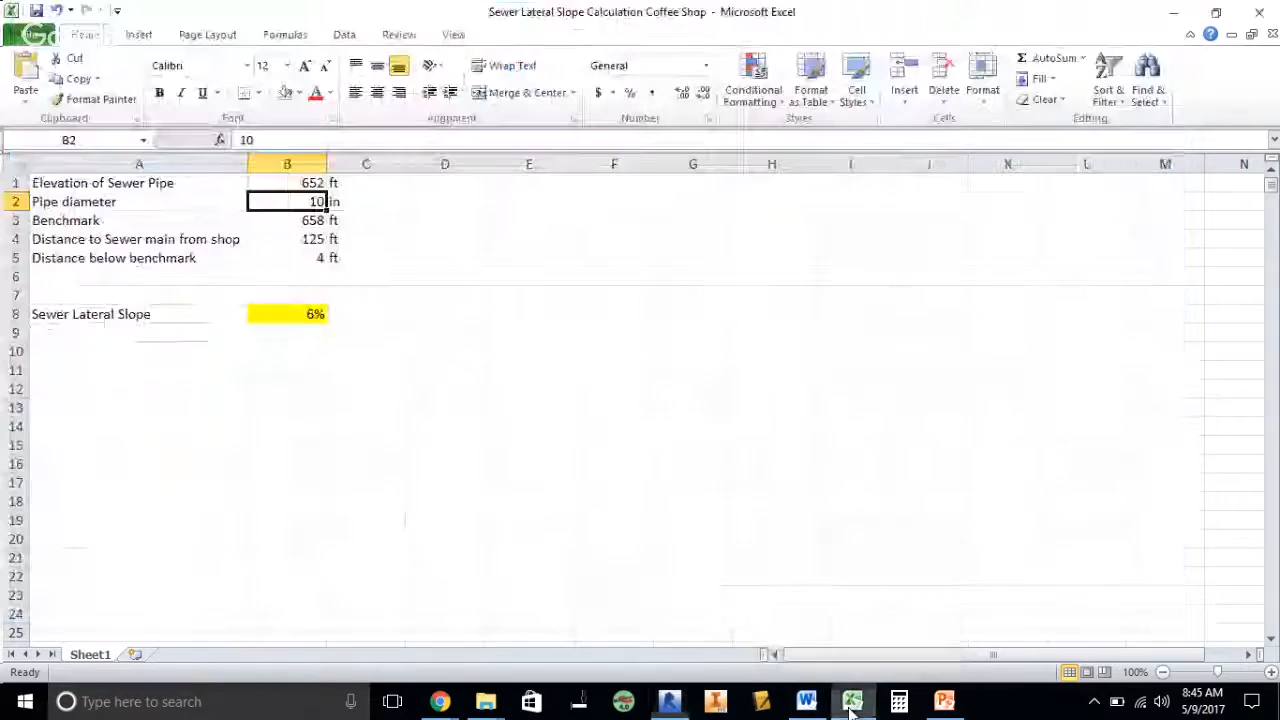 Sewer Lateral Slope Calculation Coffee Shop - Microsoft Excel
Home Insert Page Layout Formulas Data Review View
Cut
Copy
Format Painter
Paste
Clipboard
Calibri 12
B I U
Font
Wrap Text
Merge & Center
Alignment
General
$ % ,
Number
Conditional Formatting
Format as Table
Cell Styles
Styles
Insert Delete Format
Cells
Σ AutoSum
Fill
Clear
Sort & Filter
Find & Select
Editing
B2 fx 10
A B C D E F G H I J K L M N
1 Elevation of Sewer Pipe 652 ft
2 Pipe diameter 10 in
3 Benchmark 658 ft
4 Distance to Sewer main from shop 125 ft
5 Distance below benchmark 4 ft
6
7
8 Sewer Lateral Slope 6%
9
10
11
12
13
14
15
16
17
18
19
20
21
22
23
24
25
Sheet1
Ready 100%
Type here to search
8:45 AM
5/9/2017